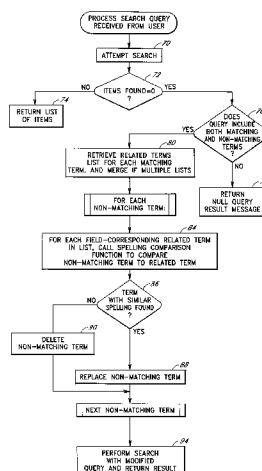 PROCESS SEARCH QUERY
RECEIVED FROM USER
70
ATTEMPT SEARCH
72
NO
ITEMS FOUND=0
?
YES
74
RETURN LIST
OF ITEMS
DOES
QUERY INCLUDE
BOTH MATCHING
AND NON-MATCHING
TERMS
?
YES
NO
80
RETRIEVE RELATED TERMS
LIST FOR EACH MATCHING
TERM, AND MERGE IF MULTIPLE LISTS
RETURN
NULL QUERY
RESULT MESSAGE
FOR EACH
NON-MATCHING TERM:
84
FOR EACH FIELD-CORRESPONDING RELATED TERM
IN LIST, CALL SPELLING COMPARISON
FUNCTION TO COMPARE
NON-MATCHING TERM TO RELATED TERM
86
NO
TERM
WITH SIMILAR
SPELLING FOUND
?
YES
90
DELETE
NON-MATCHING TERM
88
REPLACE NON-MATCHING TERM
NEXT NON-MATCHING TERM
94
PERFORM SEARCH
WITH MODIFIED
QUERY AND RETURN RESULT